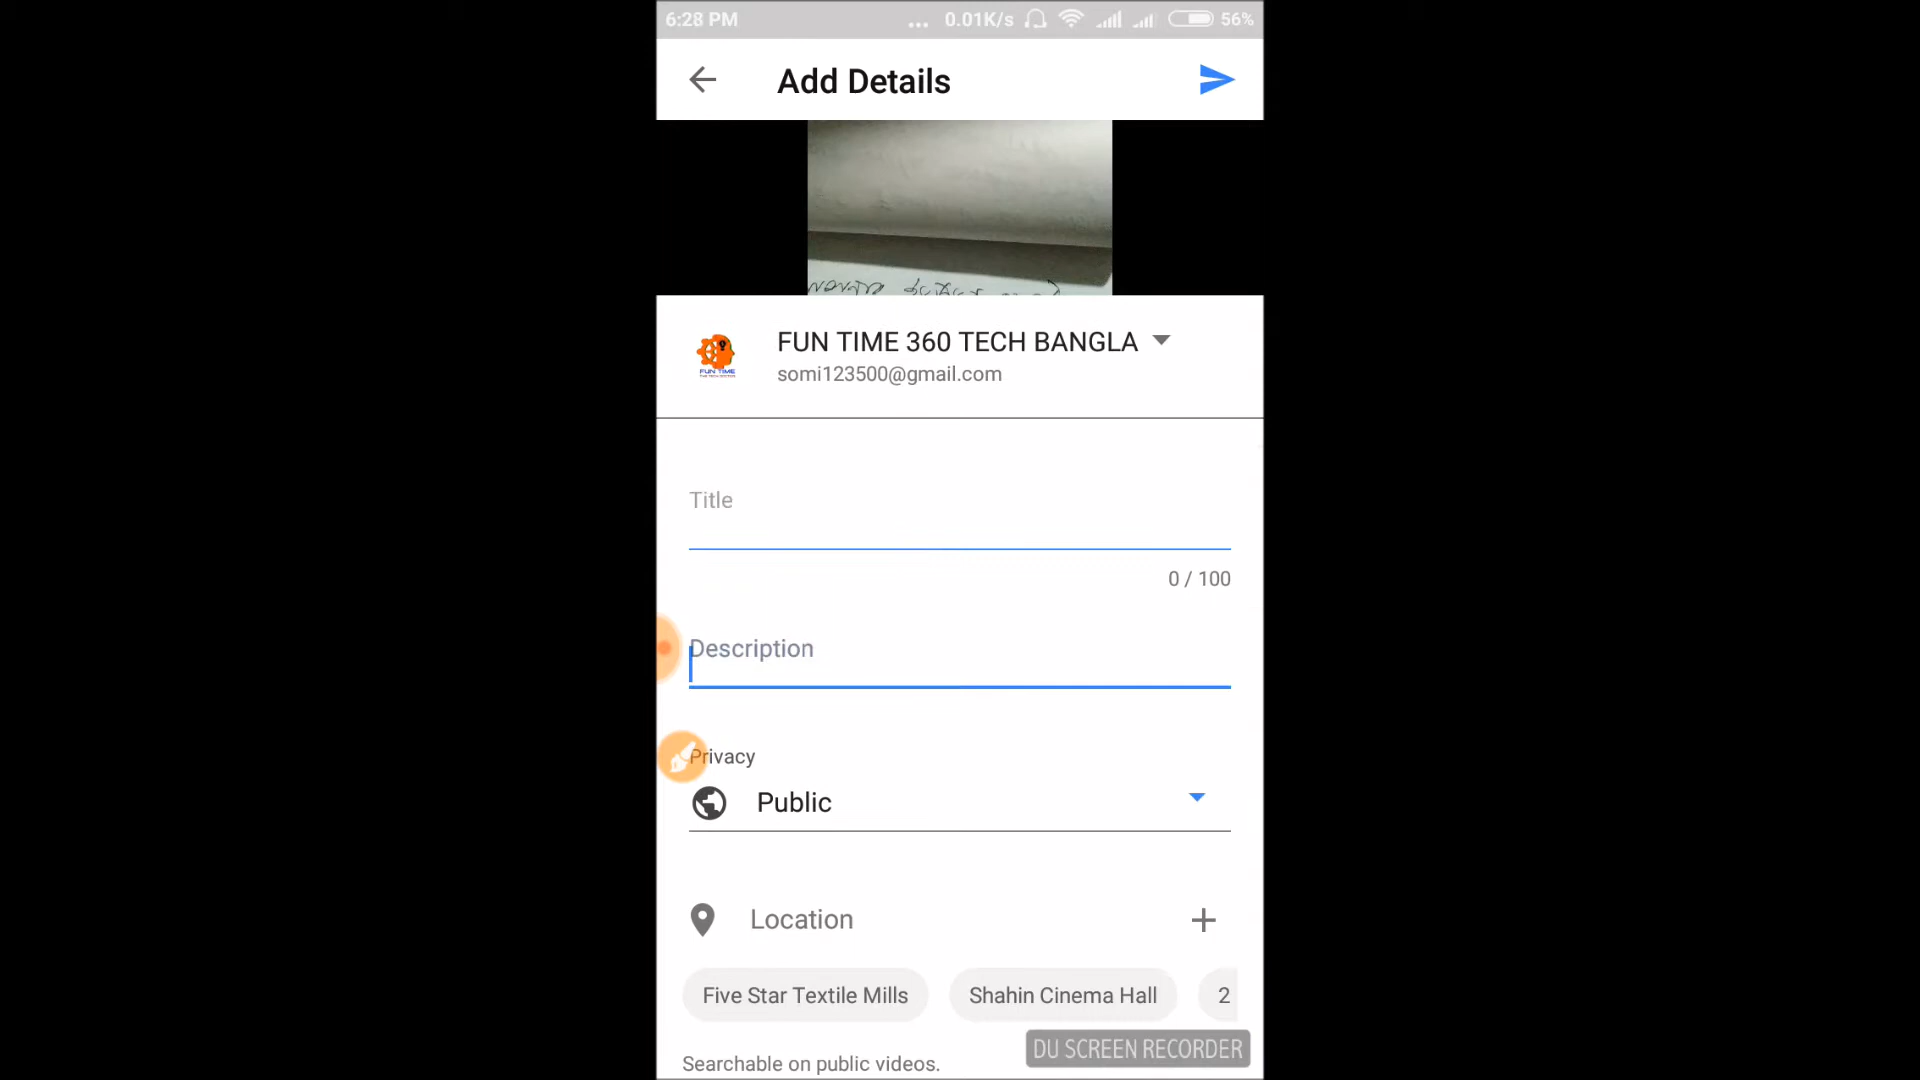 6:28 PM ... 0.01K/s 56%
Add Details
FUN TIME 360 TECH BANGLA
somi123500@gmail.com
FUN TIME
Title
0 / 100
Description
Privacy
Public
Location
Five Star Textile Mills Shahin Cinema Hall 2
Searchable on public videos.
DU SCREEN RECORDER